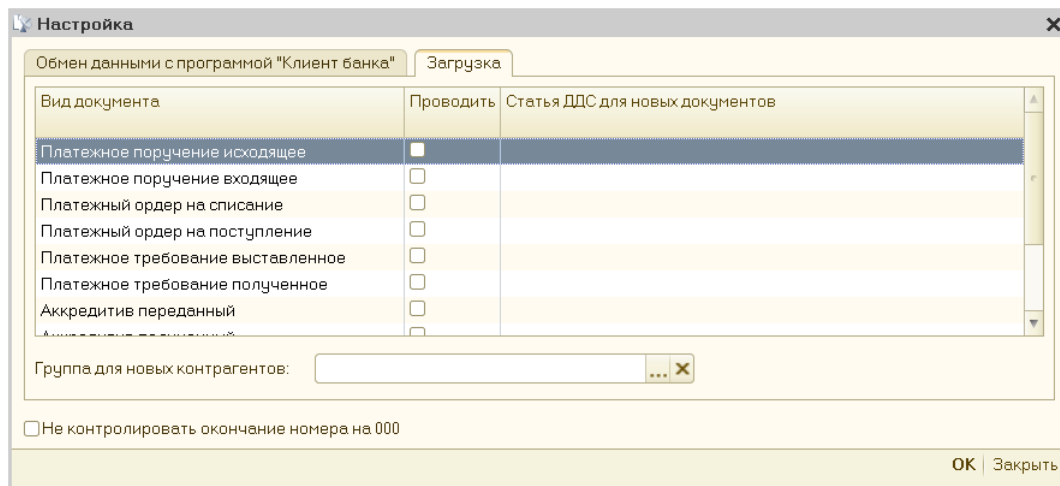 Настройка
Обмен данными с программой "Клиент банка" Загрузка
Вид документа Проводить Статья ДДС для новых документов
Платежное поручение исходящее
Платежное поручение входящее
Платежный ордер на списание
Платежный ордер на поступление
Платежное требование выставленное
Платежное требование полученное
Аккредитив переданный
Группа для новых контрагентов: ...
Не контролировать окончание номера на 000
OK Закрыть